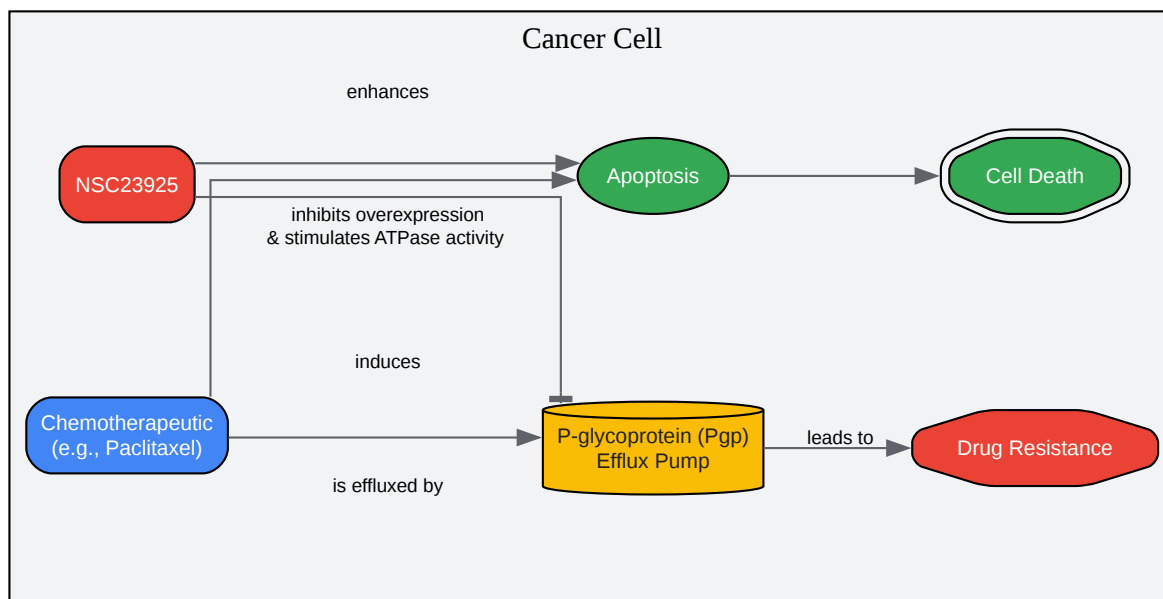 Cancer Cell
enhances
NSC23925
Apoptosis
Cell Death
inhibits overexpression
& stimulates ATPase activity
induces
Chemotherapeutic
(e.g., Paclitaxel)
P-glycoprotein (Pgp)
Efflux Pump
leads to
Drug Resistance
is effluxed by